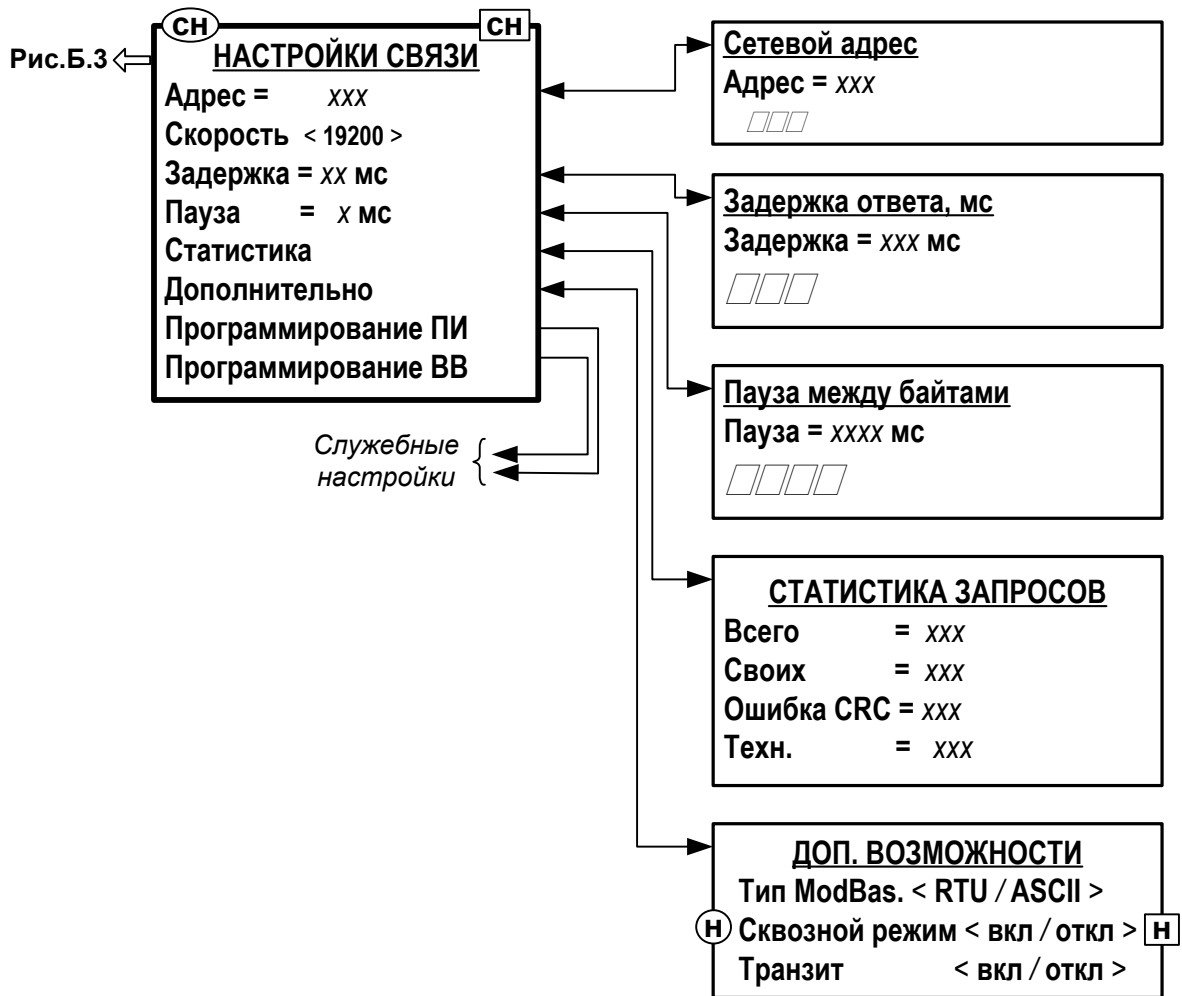 СН СН
Рис.Б.3
НАСТРОЙКИ СВЯЗИ
Адрес = xxx
Скорость < 19200 >
Задержка = xx мс
Пауза = x мс
Статистика
Дополнительно
Программирование ПИ
Программирование ВВ
Служебные
настройки
Сетевой адрес
Адрес = xxx
Задержка ответа, мс
Задержка = xxx мс
Пауза между байтами
Пауза = xxxx мс
СТАТИСТИКА ЗАПРОСОВ
Всего = xxx
Своих = xxx
Ошибка CRC = xxx
Техн. = xxx
ДОП. ВОЗМОЖНОСТИ
Тип ModBas. < RTU / ASCII >
Н Сквозной режим < вкл / откл > Н
Транзит < вкл / откл >